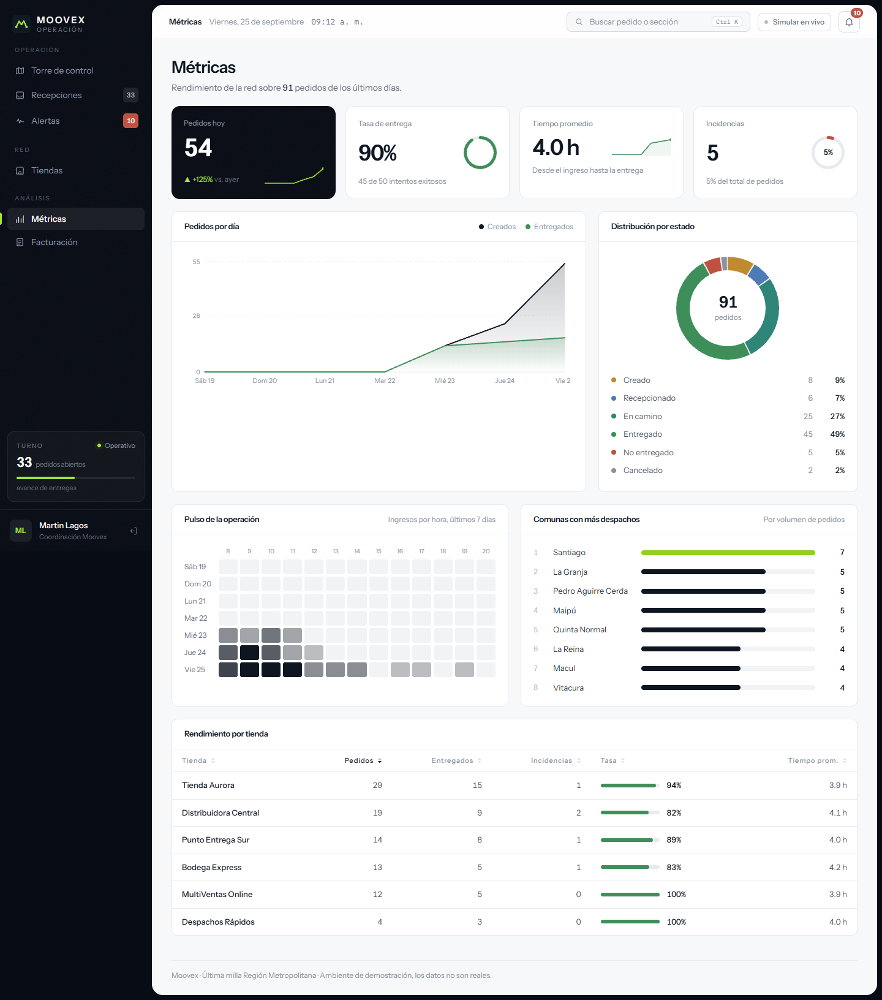 MOOVEX
OPERACIÓN
OPERACIÓN
Torre de control
Recepciones 33
Alertas 10
RED
Tiendas
ANÁLISIS
Métricas
Facturación
TURNO Operativo
33 pedidos abiertos
avance de entregas
ML Martin Lagos
Coordinación Moovex
Métricas Viernes, 25 de septiembre 09:12 a. m.
Buscar pedido o sección Ctrl K
Simular en vivo
10
Métricas
Rendimiento de la red sobre 91 pedidos de los últimos días.
Pedidos hoy
54
▲ +125% vs. ayer
Tasa de entrega
90%
45 de 50 intentos exitosos
Tiempo promedio
4.0 h
Desde el ingreso hasta la entrega
Incidencias
5
5%
5% del total de pedidos
Pedidos por día Creados Entregados
55
28
0
Sáb 19 Dom 20 Lun 21 Mar 22 Mié 23 Jue 24 Vie 2
Distribución por estado
91
pedidos
Creado 8 9%
Recepcionado 6 7%
En camino 25 27%
Entregado 45 49%
No entregado 5 5%
Cancelado 2 2%
Pulso de la operación Ingresos por hora, últimos 7 días
8 9 10 11 12 13 14 15 16 17 18 19 20
Sáb 19
Dom 20
Lun 21
Mar 22
Mié 23
Jue 24
Vie 25
Comunas con más despachos Por volumen de pedidos
1 Santiago 7
2 La Granja 5
3 Pedro Aguirre Cerda 5
4 Maipú 5
5 Quinta Normal 5
6 La Reina 4
7 Macul 4
8 Vitacura 4
Rendimiento por tienda
Tienda Pedidos Entregados Incidencias Tasa Tiempo prom.
Tienda Aurora 29 15 1 94% 3.9 h
Distribuidora Central 19 9 2 82% 4.1 h
Punto Entrega Sur 14 8 1 89% 4.0 h
Bodega Express 13 5 1 83% 4.2 h
MultiVentas Online 12 5 0 100% 3.9 h
Despachos Rápidos 4 3 0 100% 4.0 h
Moovex · Última milla Región Metropolitana · Ambiente de demostración, los datos no son reales.